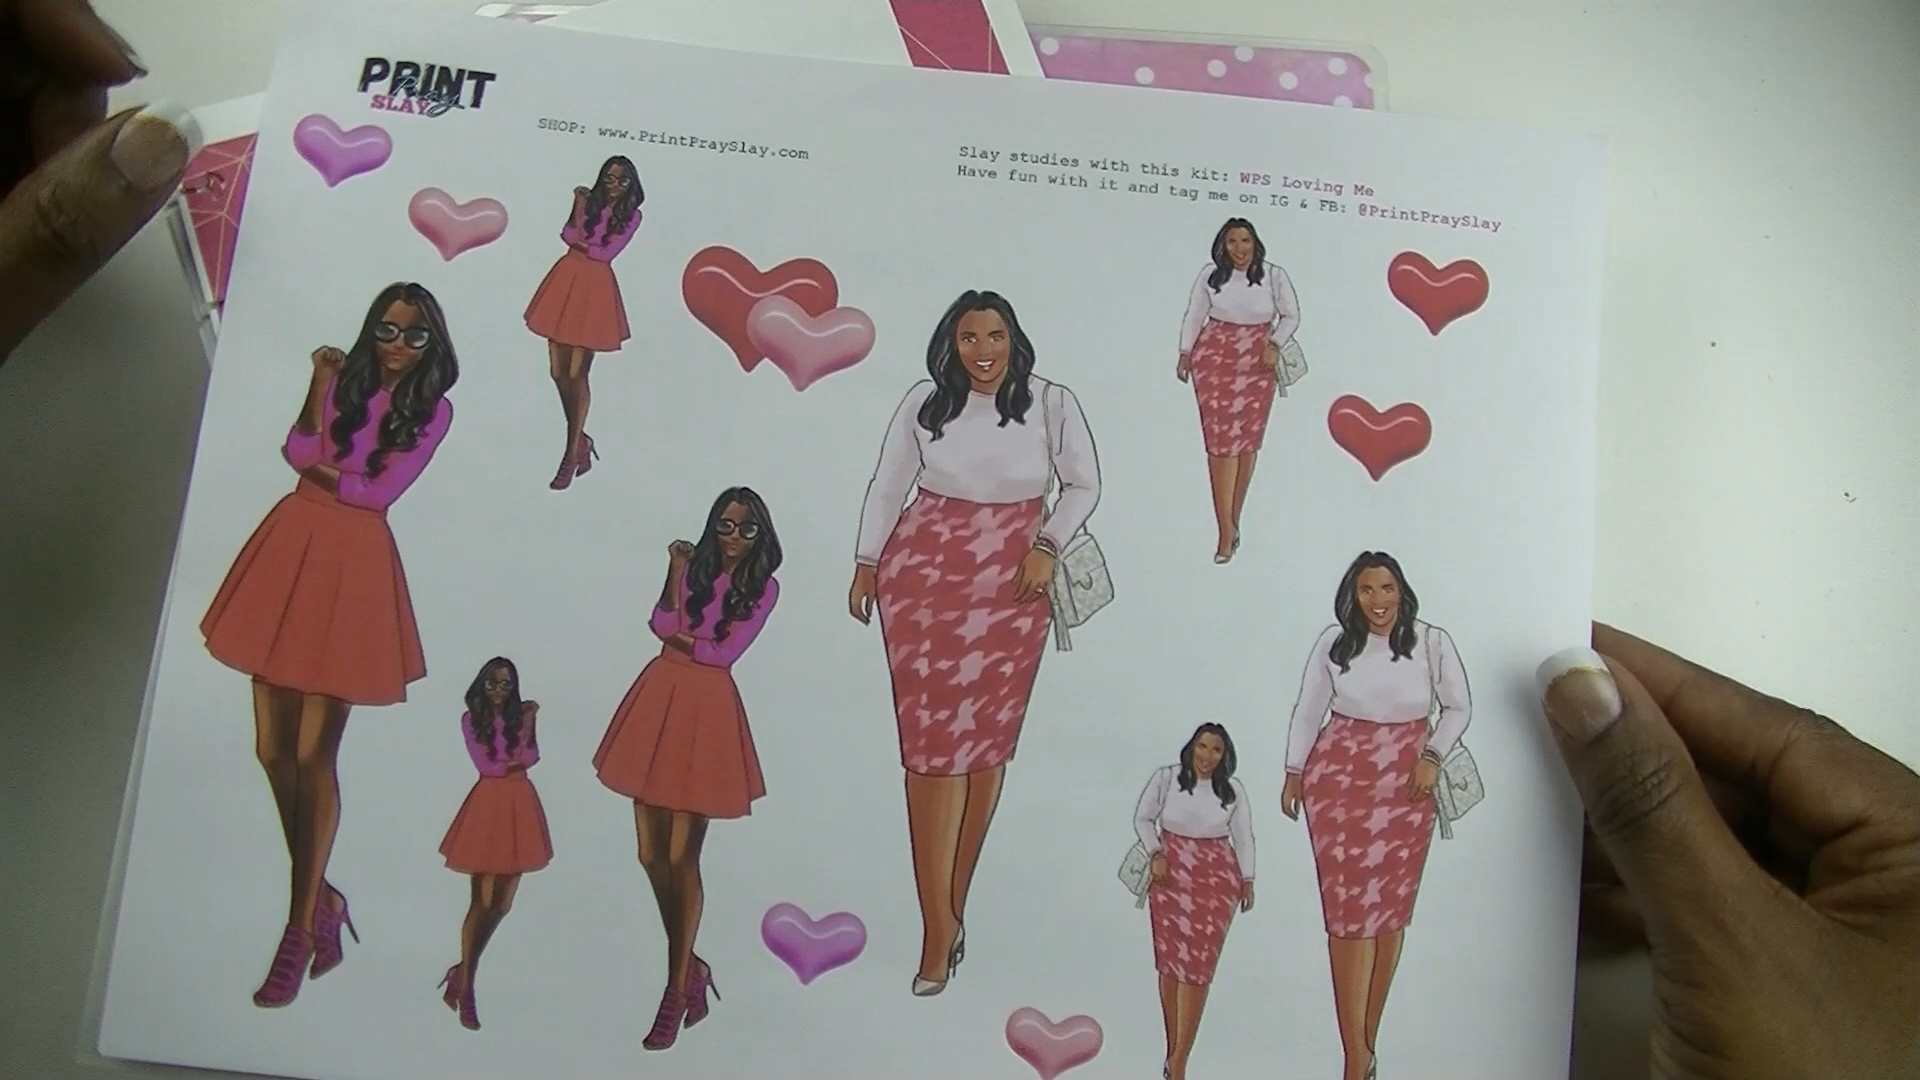 PRINT
Pray
SLAY
SHOP: www.PrintPraySlay.com
Slay studies with this kit: WPS Loving Me
Have fun with it and tag me on IG & FB: @PrintPraySlay